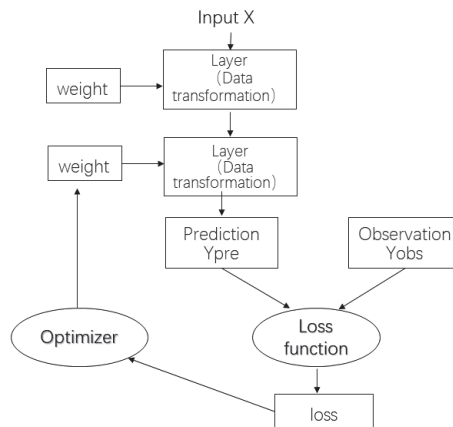 Input X
Layer
（Data
transformation）
weight
Layer
（Data
transformation）
weight
Prediction
Ypre
Observation
Yobs
Optimizer
Loss
function
loss